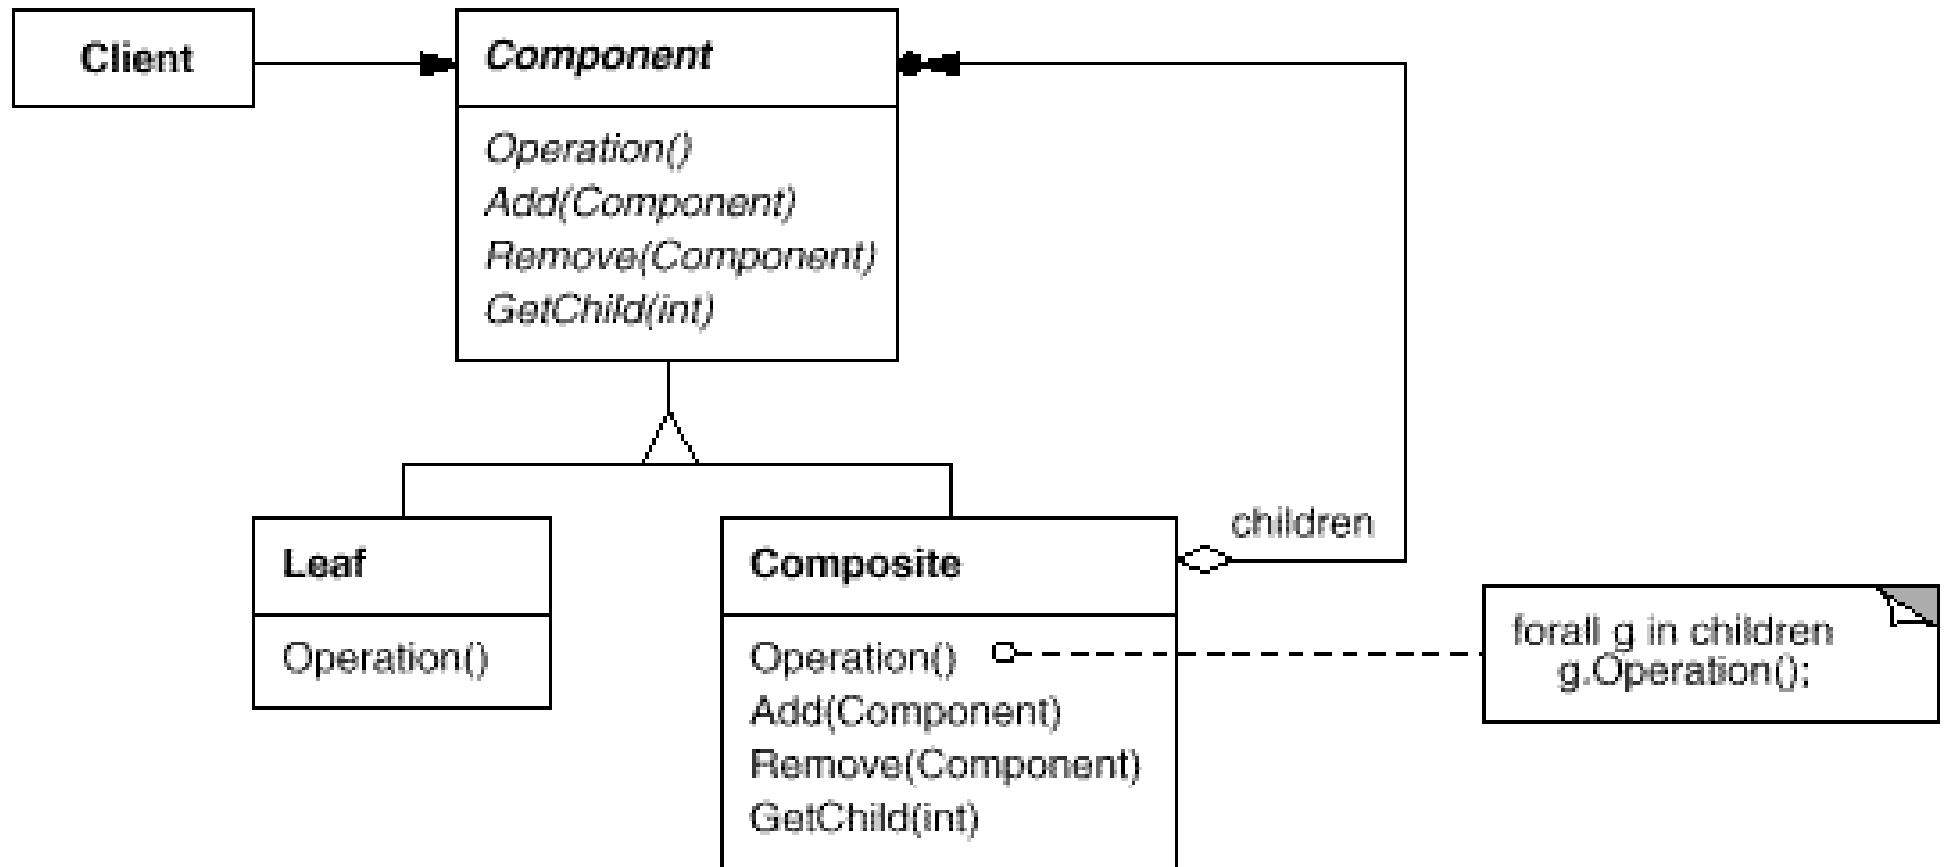 Client
Component
Operation()
Add(Component)
Remove(Component)
GetChild(int)
Leaf
Operation()
Composite
Operation()
Add(Component)
Remove(Component)
GetChild(int)
children
forall g in children
g.Operation();